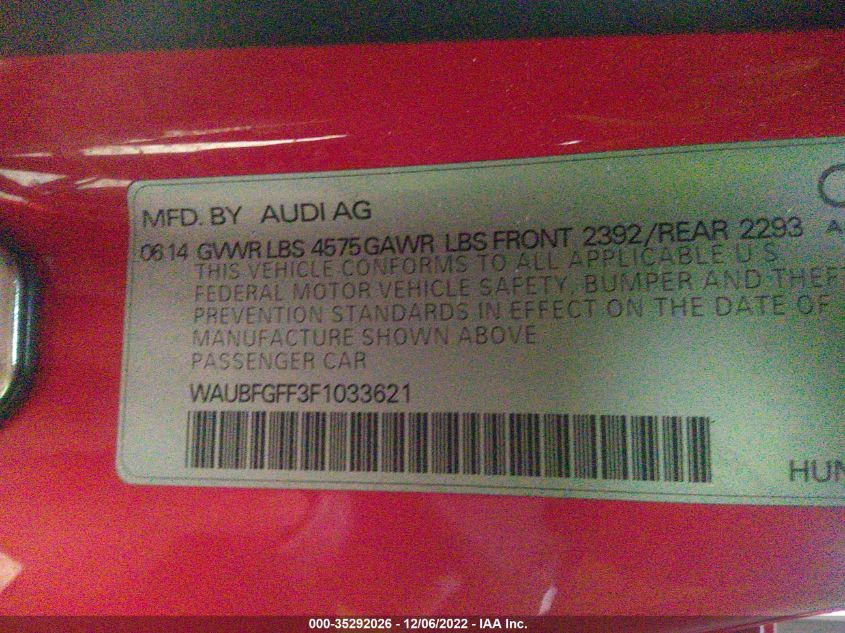 MFD. BY AUDI AG
06.14 GVWR LBS 4575 GAWR LBS FRONT 2392/REAR 2293
THIS VEHICLE CONFORMS TO ALL APPLICABLE U S
FEDERAL MOTOR VEHICLE SAFETY, BUMPER AND THEFT
PREVENTION STANDARDS IN EFFECT ON THE DATE OF
MANUFACTURE SHOWN ABOVE
PASSENGER CAR
WAUBFGFF3F1033621
HUN
000-35292026 - 12/06/2022 - IAA Inc.